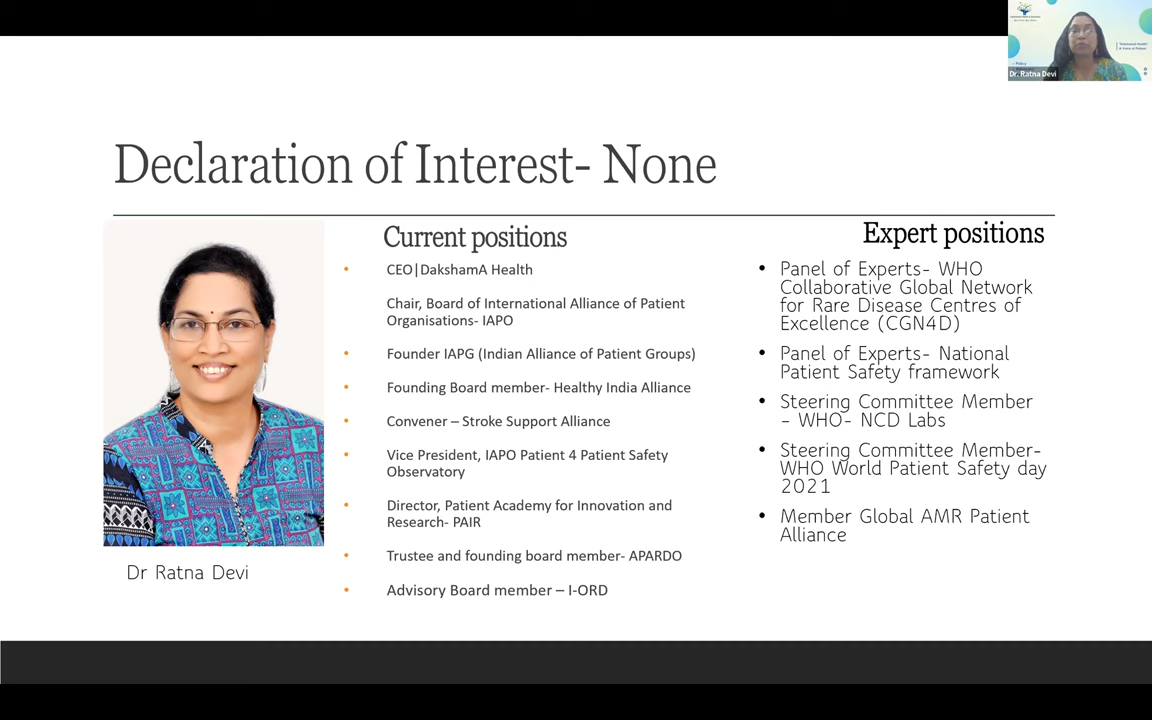 Declaration of Interest- None
Current positions
CEO|DakshamA Health
Chair, Board of International Alliance of Patient
Organisations- IAPO
Founder IAPG (Indian Alliance of Patient Groups)
Founding Board member- Healthy India Alliance
Convener – Stroke Support Alliance
Vice President, IAPO Patient 4 Patient Safety
Observatory
Director, Patient Academy for Innovation and
Research- PAIR
Trustee and founding board member- APARDO
Advisory Board member – I-ORD
Expert positions
Panel of Experts- WHO
Collaborative Global Network
for Rare Disease Centres of
Excellence (CGN4D)
Panel of Experts- National
Patient Safety framework
Steering Committee Member
- WHO- NCD Labs
Steering Committee Member-
WHO World Patient Safety day
2021
Member Global AMR Patient
Alliance
Dr Ratna Devi
Dr. Ratna Devi